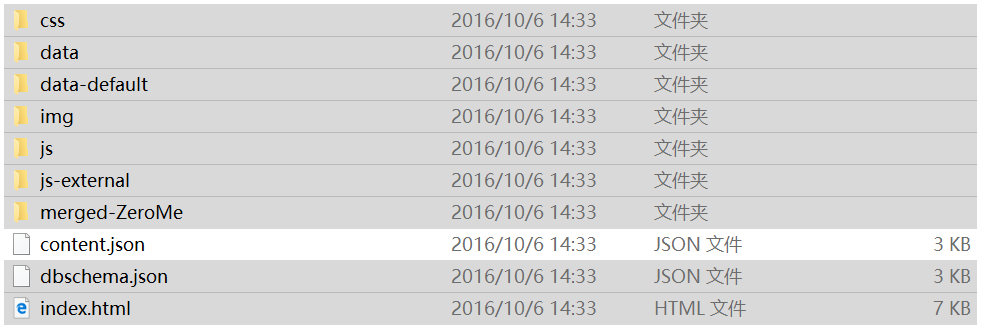 css 2016/10/6 14:33 文件夹
data 2016/10/6 14:33 文件夹
data-default 2016/10/6 14:33 文件夹
img 2016/10/6 14:33 文件夹
js 2016/10/6 14:33 文件夹
js-external 2016/10/6 14:33 文件夹
merged-ZeroMe 2016/10/6 14:33 文件夹
content.json 2016/10/6 14:33 JSON 文件 3 KB
dbschema.json 2016/10/6 14:33 JSON 文件 3 KB
index.html 2016/10/6 14:33 HTML 文件 7 KB